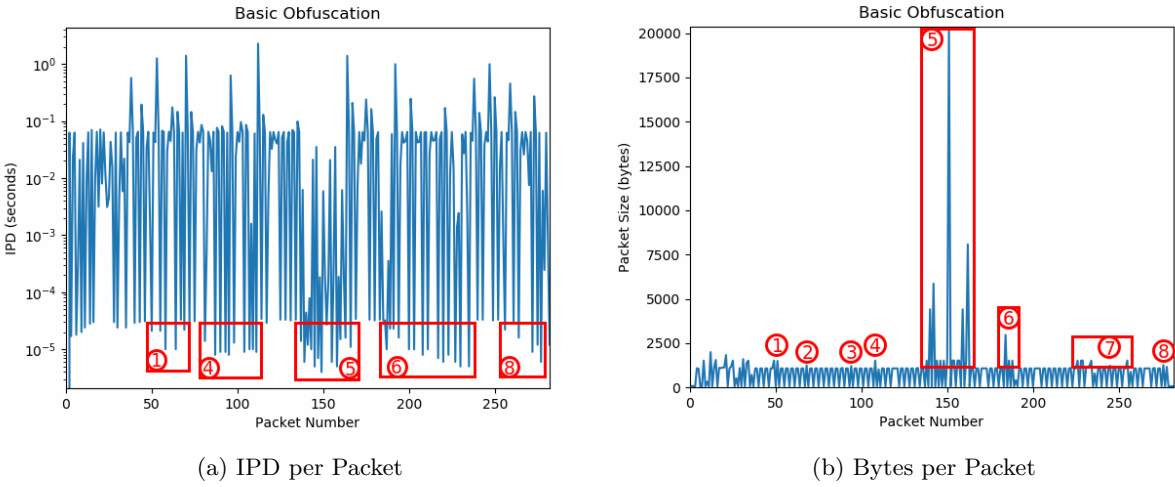 Basic Obfuscation
IPD (seconds)
10⁰
10⁻¹
10⁻²
10⁻³
10⁻⁴
10⁻⁵
1
4
5
6
8
0 50 100 150 200 250
Packet Number
(a) IPD per Packet
Basic Obfuscation
Packet Size (bytes)
20000
17500
15000
12500
10000
7500
5000
2500
0
5
6
1
2
3
4
7
8
0 50 100 150 200 250
Packet Number
(b) Bytes per Packet